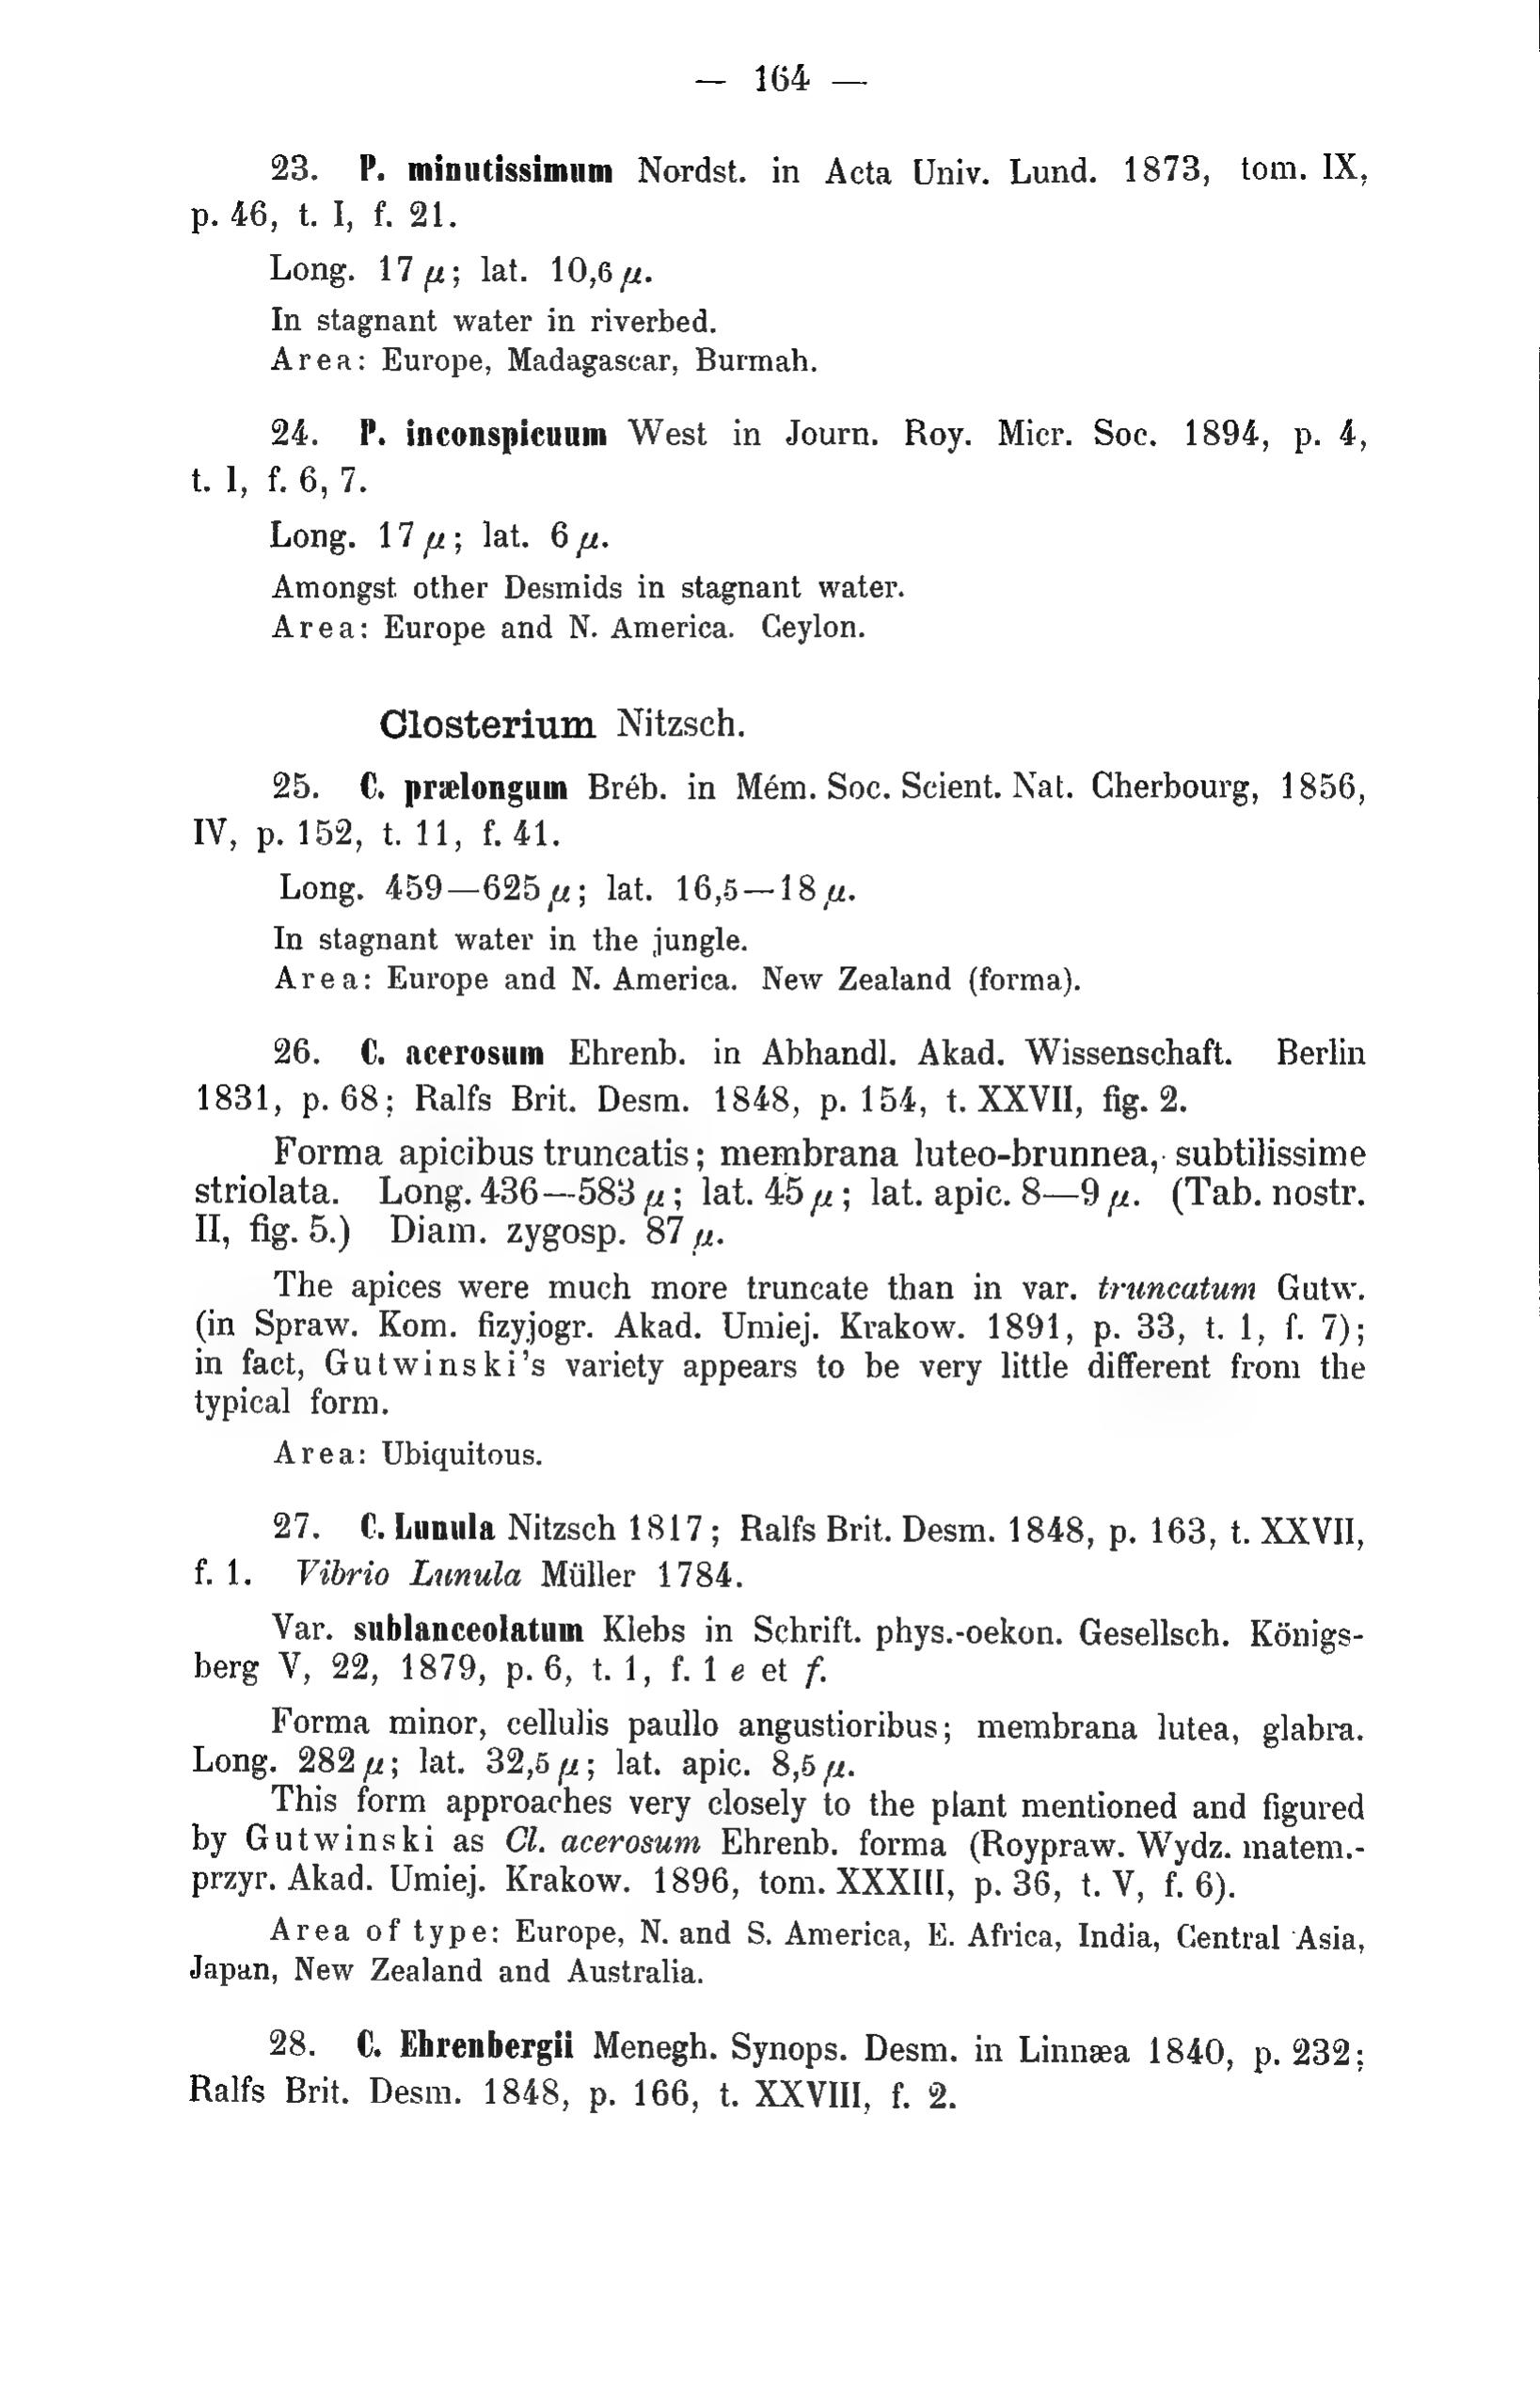 — 164 —
23. P. minutissimum Nordst. in Acta Univ. Lund. 1873, tom. IX,
p. 46, t. I, f. 21.
Long. 17 µ; lat. 10,6 µ.
In stagnant water in riverbed.
Area: Europe, Madagascar, Burmah.
24. P. inconspicuum West in Journ. Roy. Micr. Soc. 1894, p. 4,
t. 1, f. 6, 7.
Long. 17 µ; lat. 6 µ.
Amongst other Desmids in stagnant water.
Area: Europe and N. America. Ceylon.
Closterium Nitzsch.
25. C. prælongum Bréb. in Mém. Soc. Scient. Nat. Cherbourg, 1856,
IV, p. 152, t. 11, f. 41.
Long. 459—625 µ; lat. 16,5—18 µ.
In stagnant water in the jungle.
Area: Europe and N. America. New Zealand (forma).
26. C. acerosum Ehrenb. in Abhandl. Akad. Wissenschaft. Berlin
1831, p. 68; Ralfs Brit. Desm. 1848, p. 154, t. XXVII, fig. 2.
Forma apicibus truncatis; membrana luteo-brunnea, subtilissime
striolata. Long. 436—583 µ; lat. 45 µ; lat. apic. 8—9 µ. (Tab. nostr.
II, fig. 5.) Diam. zygosp. 87 µ.
The apices were much more truncate than in var. truncatum Gutw.
(in Spraw. Kom. fizyjogr. Akad. Umiej. Krakow. 1891, p. 33, t. 1, f. 7);
in fact, Gutwinski's variety appears to be very little different from the
typical form.
Area: Ubiquitous.
27. C. Lunula Nitzsch 1817; Ralfs Brit. Desm. 1848, p. 163, t. XXVII,
f. 1. Vibrio Lunula Müller 1784.
Var. sublanceolatum Klebs in Schrift. phys.-oekon. Gesellsch. Königs-
berg V, 22, 1879, p. 6, t. 1, f. 1 e et f.
Forma minor, cellulis paullo angustioribus; membrana lutea, glabra.
Long. 282 µ; lat. 32,5 µ; lat. apic. 8,5 µ.
This form approaches very closely to the plant mentioned and figured
by Gutwinski as Cl. acerosum Ehrenb. forma (Roypraw. Wydz. matem.-
przyr. Akad. Umiej. Krakow. 1896, tom. XXXIII, p. 36, t. V, f. 6).
Area of type: Europe, N. and S. America, E. Africa, India, Central Asia,
Japan, New Zealand and Australia.
28. C. Ehrenbergii Menegh. Synops. Desm. in Linnæa 1840, p. 232;
Ralfs Brit. Desm. 1848, p. 166, t. XXVIII, f. 2.